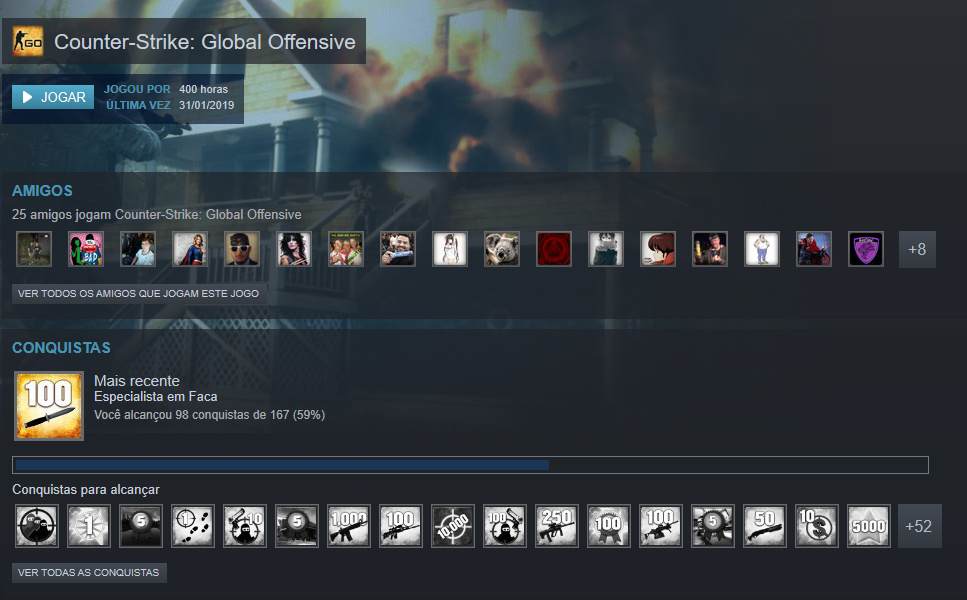 GO
Counter-Strike: Global Offensive
JOGAR
JOGOU POR 400 horas
ÚLTIMA VEZ 31/01/2019
AMIGOS
25 amigos jogam Counter-Strike: Global Offensive
+8
VER TODOS OS AMIGOS QUE JOGAM ESTE JOGO
CONQUISTAS
100
Mais recente
Especialista em Faca
Você alcançou 98 conquistas de 167 (59%)
Conquistas para alcançar
1 5 10 5 1,000 100 10,000 100 250 100 100 5 50 10 $ 5000 +52
VER TODAS AS CONQUISTAS